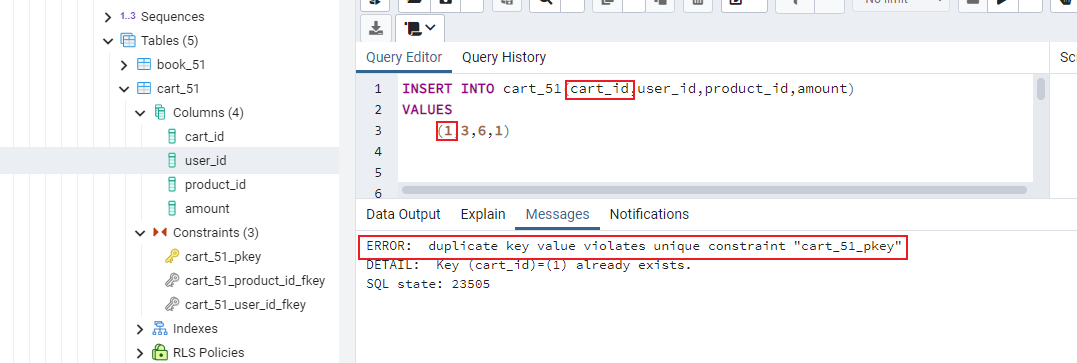 No limit
1..3 Sequences
Tables (5)
book_51
cart_51
Columns (4)
cart_id
user_id
product_id
amount
Constraints (3)
cart_51_pkey
cart_51_product_id_fkey
cart_51_user_id_fkey
Indexes
RLS Policies
Query Editor Query History
1 INSERT INTO cart_51(cart_id,user_id,product_id,amount)
2 VALUES
3 (1,3,6,1)
4
5
6
Data Output Explain Messages Notifications
ERROR: duplicate key value violates unique constraint "cart_51_pkey"
DETAIL: Key (cart_id)=(1) already exists.
SQL state: 23505